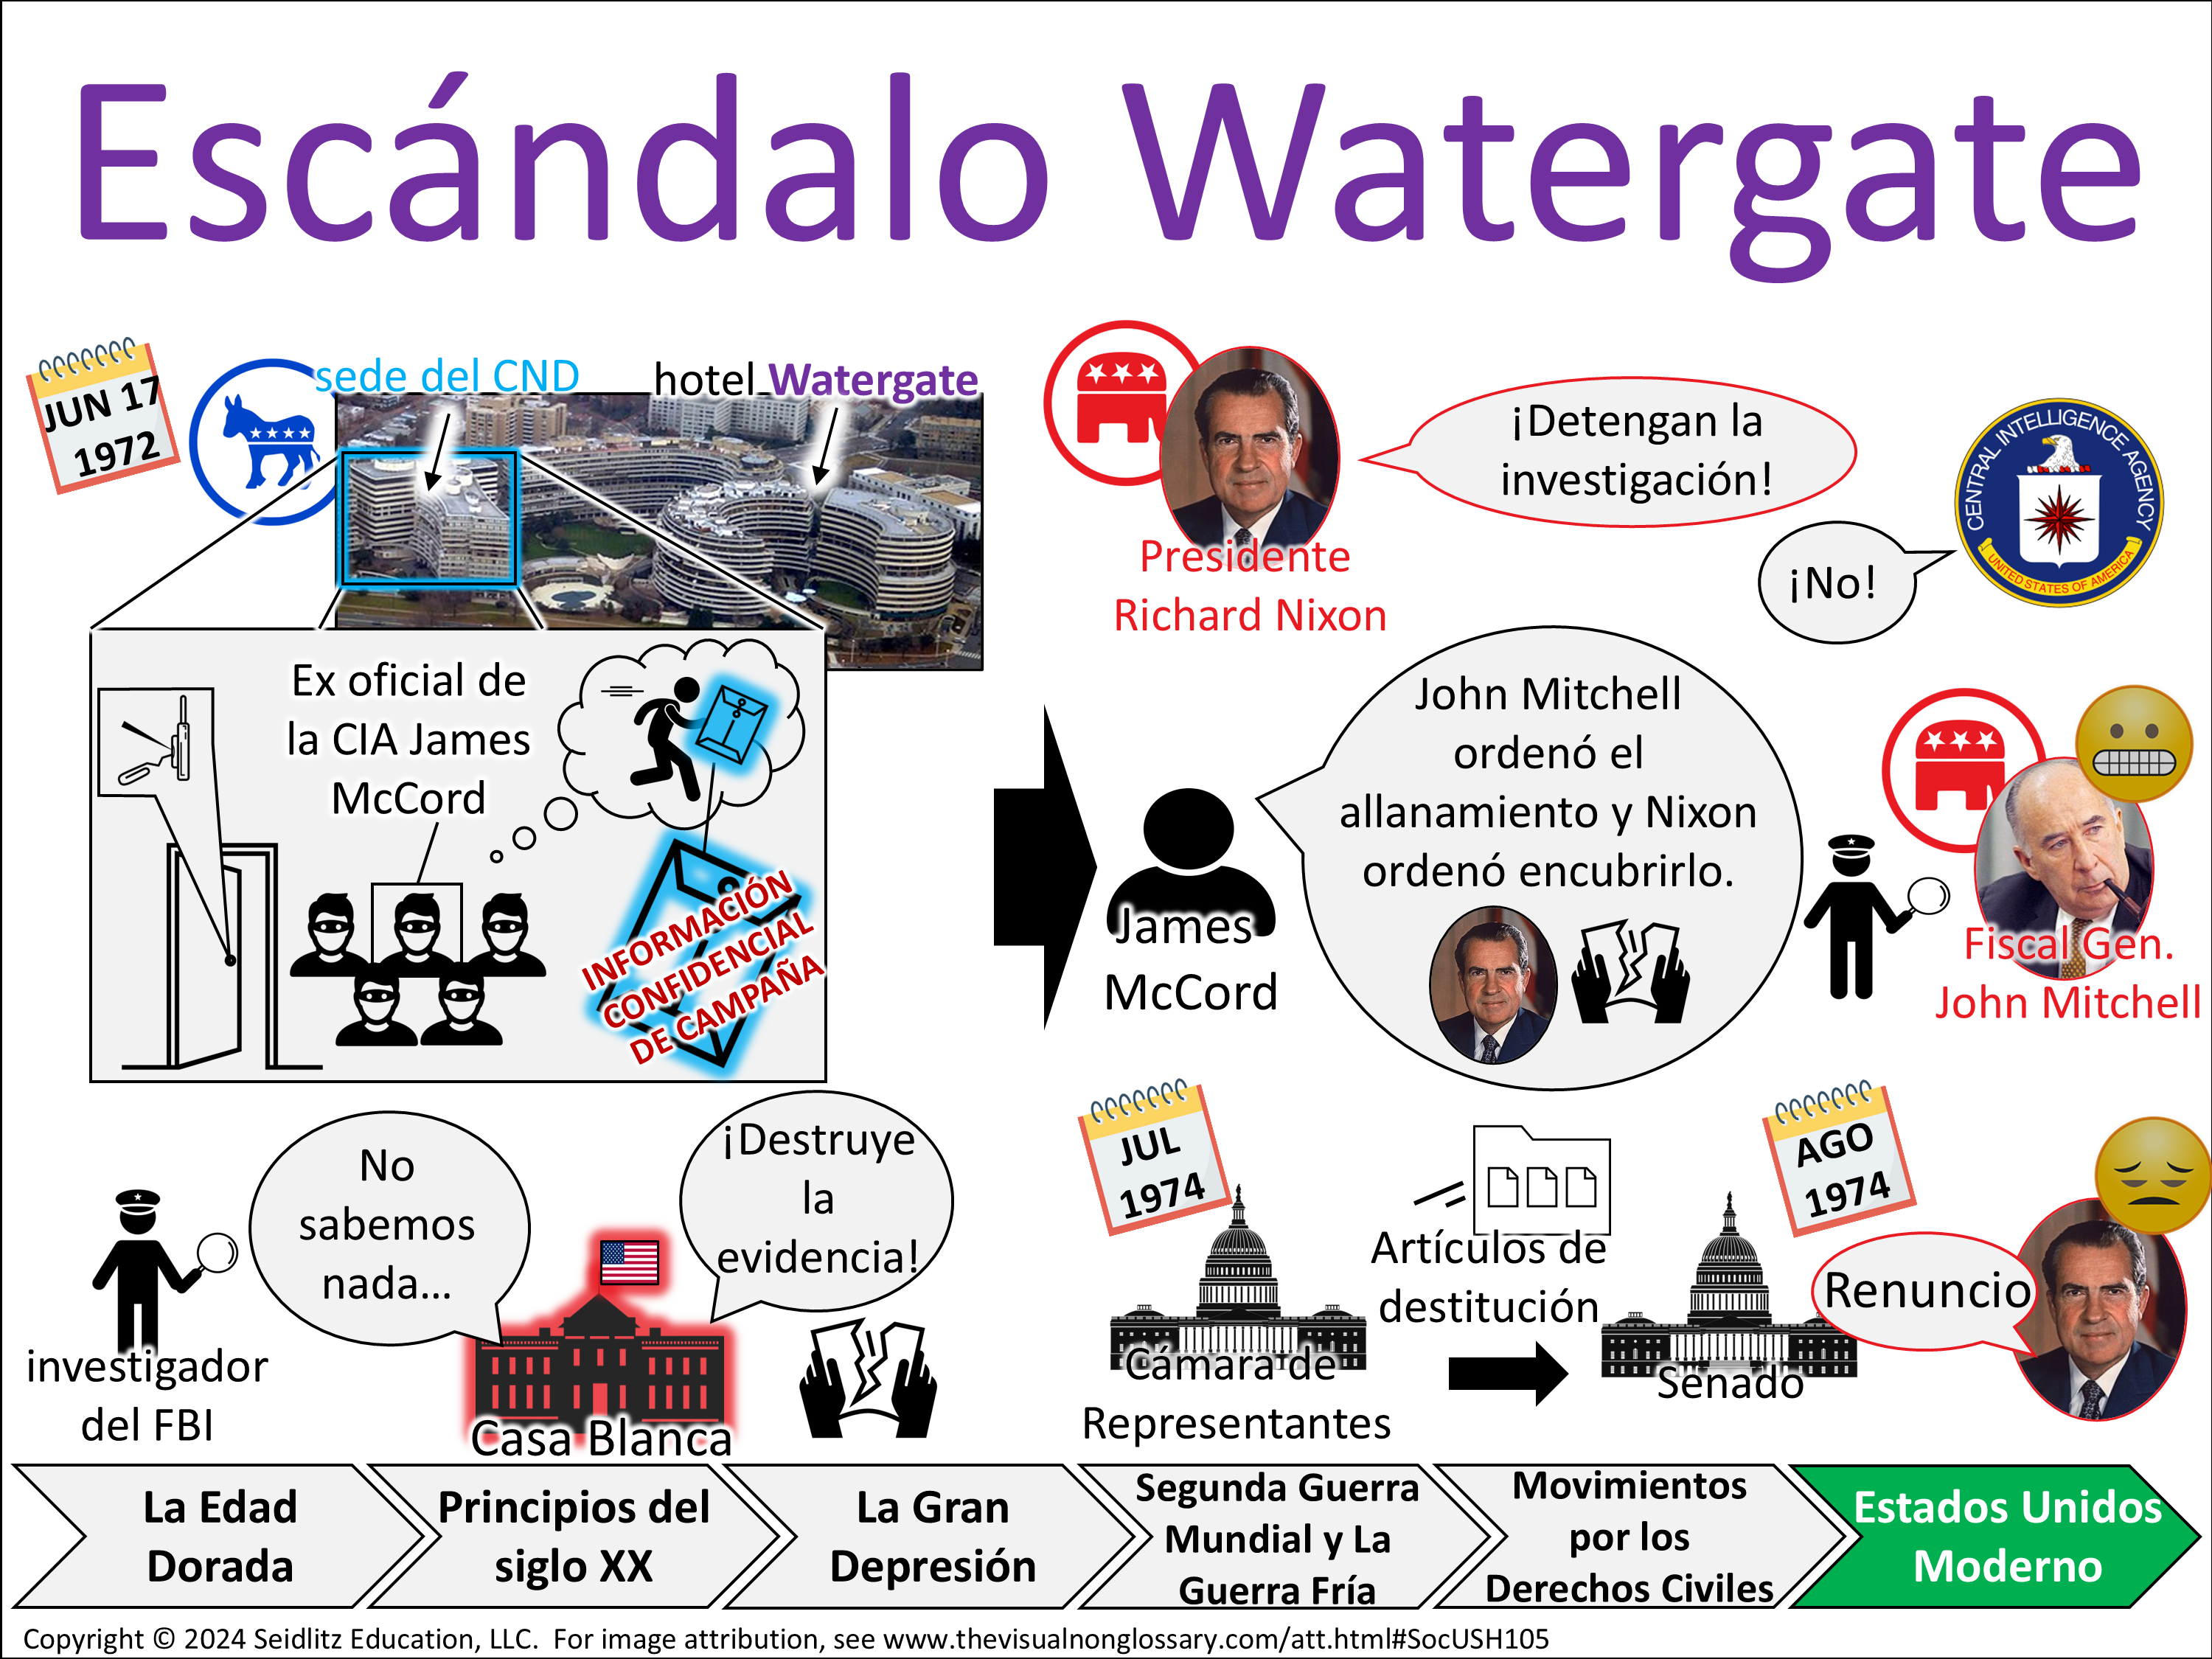 Escándalo Watergate
JUN 17
1972
sede del CND
hotel Watergate
Ex oficial de
la CIA James
McCord
INFORMACIÓN
CONFIDENCIAL
DE CAMPAÑA
investigador
del FBI
No
sabemos
nada...
Casa Blanca
¡Destruye
la
evidencia!
Presidente
Richard Nixon
¡Detengan la
investigación!
¡No!
CENTRAL INTELLIGENCE AGENCY
UNITED STATES OF AMERICA
James
McCord
John Mitchell
ordenó el
allanamiento y Nixon
ordenó encubrirlo.
Fiscal Gen.
John Mitchell
JUL
1974
Cámara de
Representantes
Artículos de
destitución
Senado
AGO
1974
Renuncio
La Edad
Dorada
Principios del
siglo XX
La Gran
Depresión
Segunda Guerra
Mundial y La
Guerra Fría
Movimientos
por los
Derechos Civiles
Estados Unidos
Moderno
Copyright © 2024 Seidlitz Education, LLC.  For image attribution, see www.thevisualnonglossary.com/att.html#SocUSH105